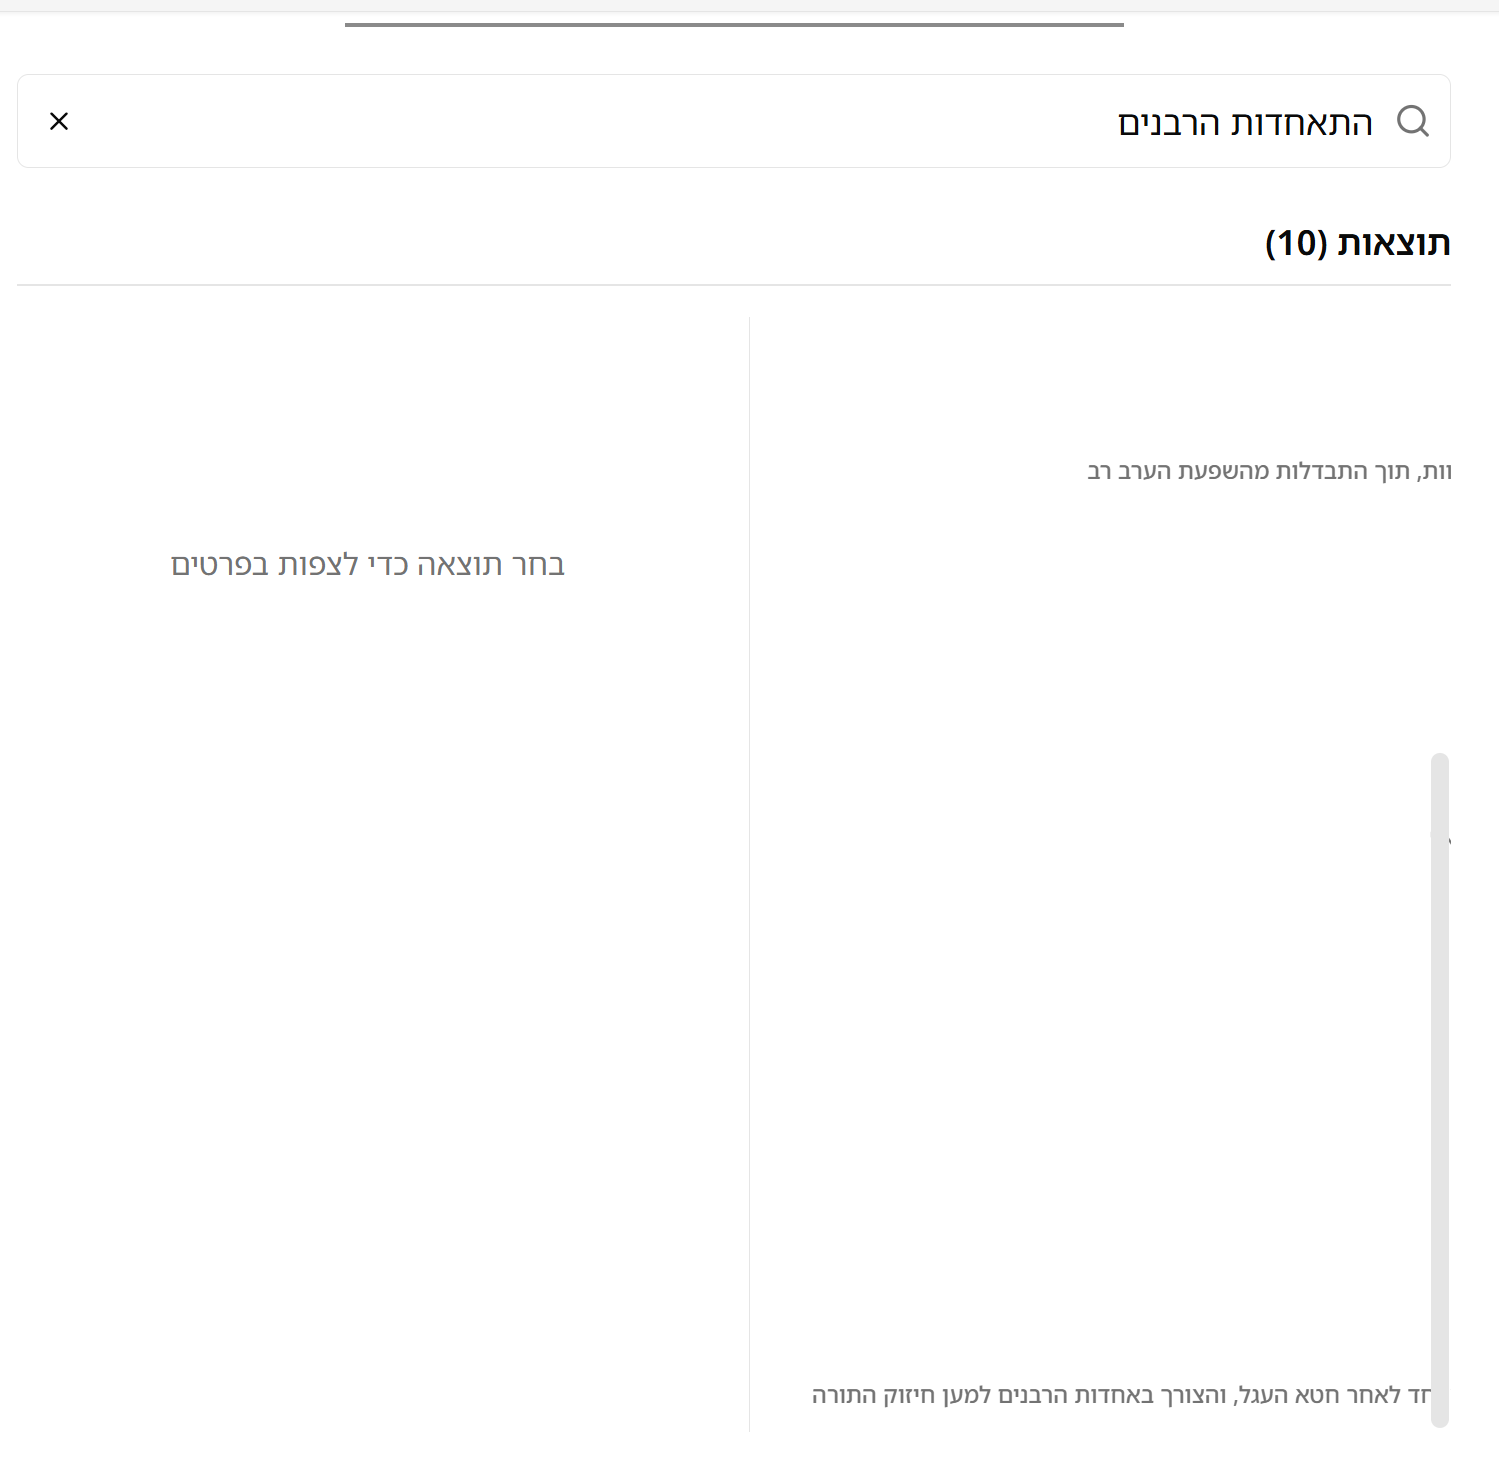 התאחדות הרבנים
תוצאות (10)
וות, תוך התבדלות מהשפעת הערב רב
בחר תוצאה כדי לצפות בפרטים
חד לאחר חטא העגל, והצורך באחדות הרבנים למען חיזוק התורה